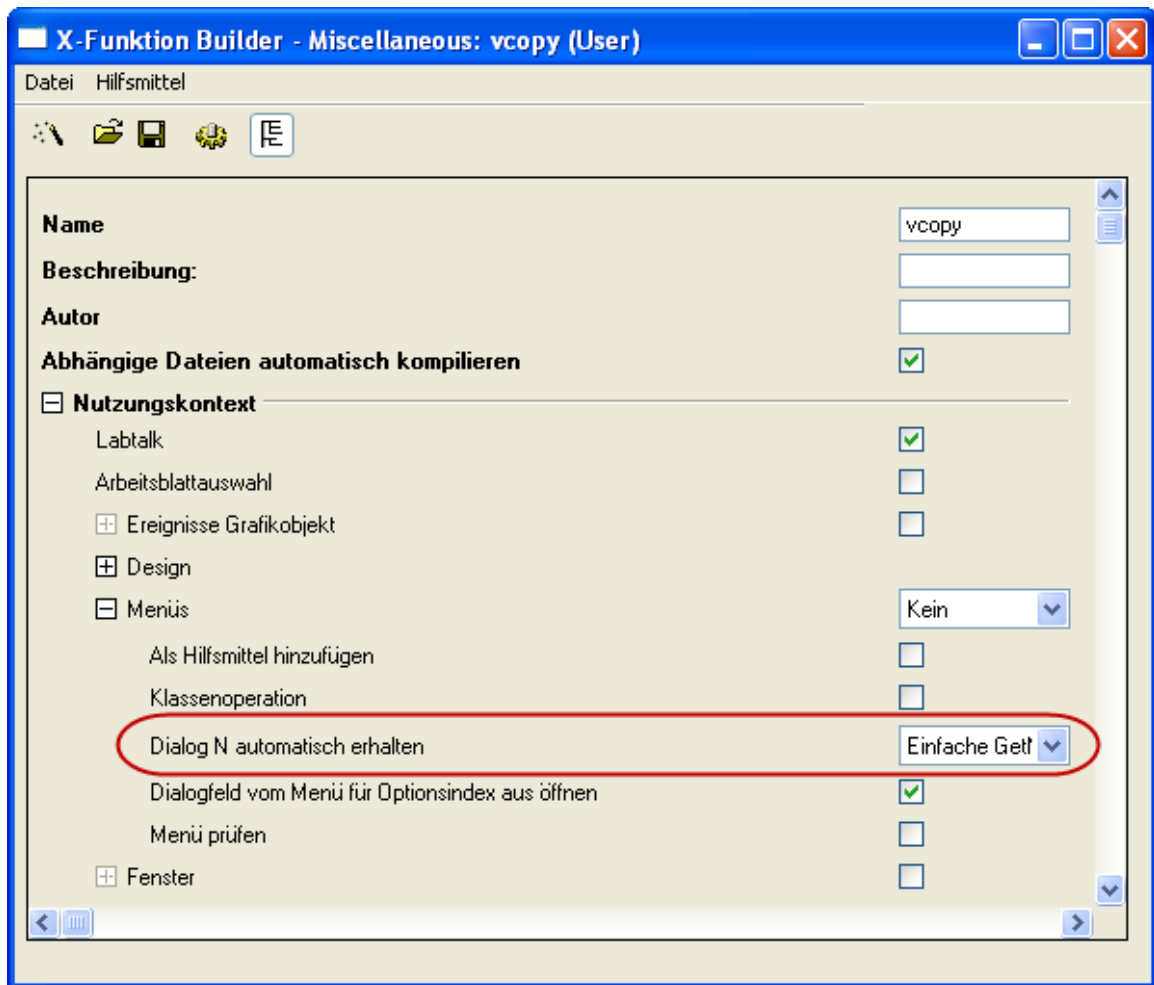 X-Funktion Builder - Miscellaneous: vcopy (User)
Datei Hilfsmittel
Name vcopy
Beschreibung:
Autor
Abhängige Dateien automatisch kompilieren
Nutzungskontext
Labtalk
Arbeitsblattauswahl
Ereignisse Grafikobjekt
Design
Menüs Kein
Als Hilfsmittel hinzufügen
Klassenoperation
Dialog N automatisch erhalten Einfache Get
Dialogfeld vom Menü für Optionsindex aus öffnen
Menü prüfen
Fenster